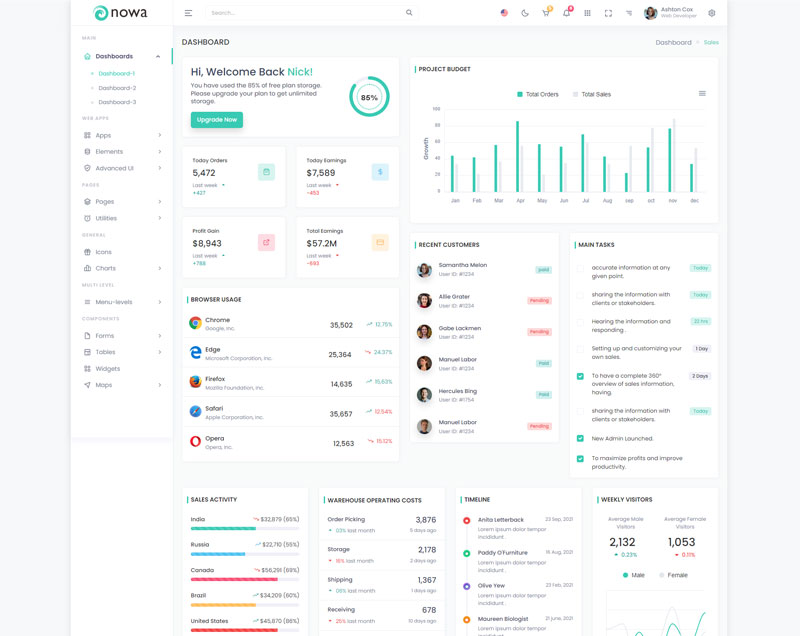 nowa
Search...
5
Ashton Cox
Web Developer
MAIN
Dashboards
Dashboard-1
Dashboard-2
Dashboard-3
WEB APPS
Apps
Elements
Advanced UI
PAGES
Pages
Utilities
GENERAL
Icons
Charts
MULTI LEVEL
Menu-levels
COMPONENTS
Forms
Tables
Widgets
Maps
DASHBOARD
Dashboard
Sales
Hi, Welcome Back Nick!
You have used the 85% of free plan storage.
Please upgrade your plan to get unlimited
storage.
Upgrade Now
85%
Today Orders
5,472
Last week
+427
Today Earnings
$7,589
Last week
-453
Profit Gain
$8,943
Last week
+788
Total Earnings
$57.2M
Last week
-693
PROJECT BUDGET
Total Orders
Total Sales
Growth
100
80
60
40
20
0
Jan Feb Mar Apr May Jun Jul Aug sep oct nov dec
BROWSER USAGE
Chrome
Google, Inc.
35,502
12.75%
Edge
Microsoft Corporation, Inc.
25,364
24.37%
Firefox
Mozilla Foundation, Inc.
14,635
15.63%
Safari
Apple Corporation, Inc.
35,657
12.54%
Opera
Opera, Inc.
12,563
15.12%
RECENT CUSTOMERS
Samantha Melon
User ID: #1234
paid
Allie Grater
User ID: #1234
Pending
Gabe Lackmen
User ID: #1234
Pending
Manuel Labor
User ID: #1234
Paid
Hercules Bing
User ID: #1754
Paid
Manuel Labor
User ID: #1234
Pending
MAIN TASKS
accurate information at any
given point.
Today
sharing the information with
clients or stakeholders.
Today
Hearing the information and
responding .
22 hrs
Setting up and customizing your
own sales.
1 Day
To have a complete 360°
overview of sales information,
having.
2 Days
sharing the information with
clients or stakeholders.
Today
New Admin Launched.
To maximize profits and improve
productivity.
SALES ACTIVITY
India
$32,879 (65%)
Russia
$22,710 (55%)
Canada
$56,291 (69%)
Brazil
$34,209 (60%)
United States
$45,870 (86%)
WAREHOUSE OPERATING COSTS
Order Picking
3,876
03% last month
5 days ago
Storage
2,178
16% last month
2 days ago
Shipping
1,367
06% last month
1 days ago
Receiving
678
25% last month
10 days ago
TIMELINE
Anita Letterback
23 Sep, 2021
Lorem ipsum dolor tempor
incididunt .
Paddy O'Furniture
16 Aug, 2021
Lorem ipsum dolor tempor
incididunt .
Olive Yew
23 Feb, 2021
Lorem ipsum dolor tempor
incididunt .
Maureen Biologist
21 June, 2021
Lorem ipsum dolor tempor
incididunt .
WEEKLY VISITORS
Average Male
Visitors
2,132
0.23%
Average Female
Visitors
1,053
0.11%
Male
Female